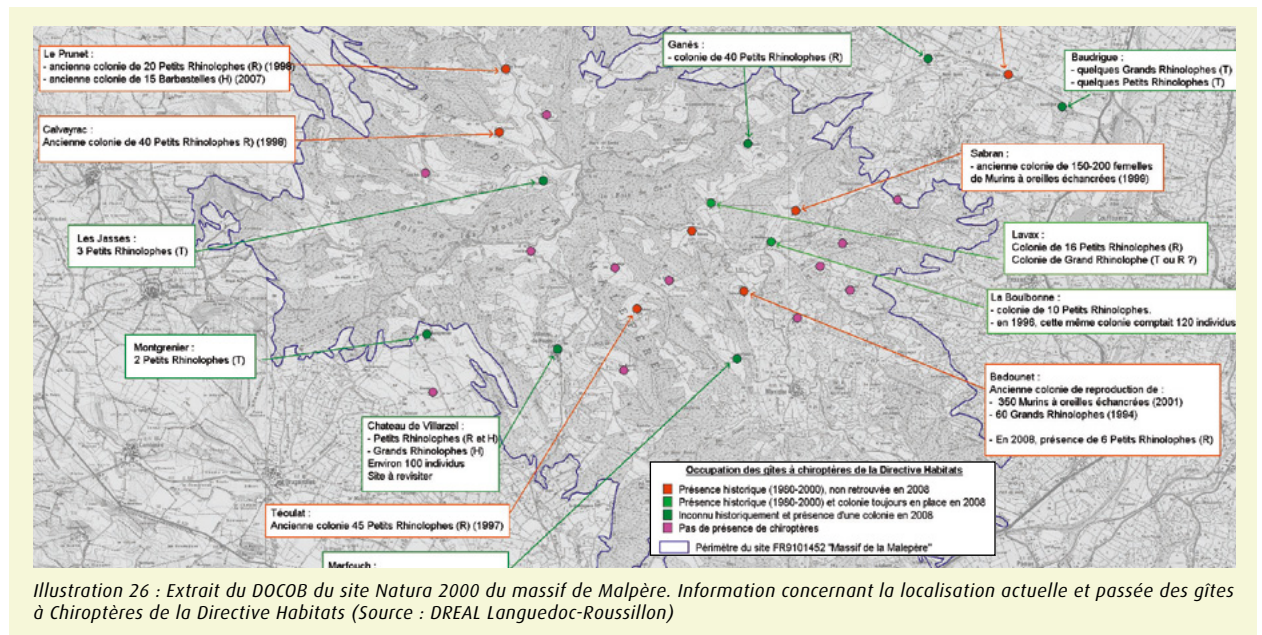 Le Prunet :
- ancienne colonie de 20 Petits Rhinolophes (R) (1996)
- ancienne colonie de 15 Barbastelles (H) (2007)
Ganés :
- colonie de 40 Petits Rhinolophes (R)
Baudrigue :
- quelques Grands Rhinolophes (T)
- quelques Petits Rhinolophes (T)
Calvayrac :
Ancienne colonie de 40 Petits Rhinolophes R) (1996)
Sabran :
- ancienne colonie de 150-200 femelles
de Murins à oreilles échancrées (1999)
Les Jasses :
3 Petits Rhinolophes (T)
Lavax :
Colonie de 16 Petits Rhinolophes (R)
Colonie de Grand Rhinolophe (T ou R ?)
La Boulbonne :
- colonie de 10 Petits Rhinolophes.
- en 1996, cette même colonie comptait 120 individus
Montgrenier :
2 Petits Rhinolophes (T)
Bedounet :
Ancienne colonie de reproduction de :
- 350 Murins à oreilles échancrées (2001)
- 60 Grands Rhinolophes (1994)
- En 2008, présence de 6 Petits Rhinolophes (R)
Chateau de Villarzel :
- Petits Rhinolophes (R et H)
- Grands Rhinolophes (H)
Environ 100 individus
Site à revisiter
Téoulat :
Ancienne colonie 45 Petits Rhinolophes (R) (1997)
Marfouch :
Occupation des gîtes à chiroptères de la Directive Habitats
Présence historique (1980-2000), non retrouvée en 2008
Présence historique (1980-2000) et colonie toujours en place en 2008
Inconnu historiquement et présence d'une colonie en 2008
Pas de présence de chiroptères
Périmètre du site FR9101452 "Massif de la Malepère"
Illustration 26 : Extrait du DOCOB du site Natura 2000 du massif de Malpère. Information concernant la localisation actuelle et passée des gîtes
à Chiroptères de la Directive Habitats (Source : DREAL Languedoc-Roussillon)